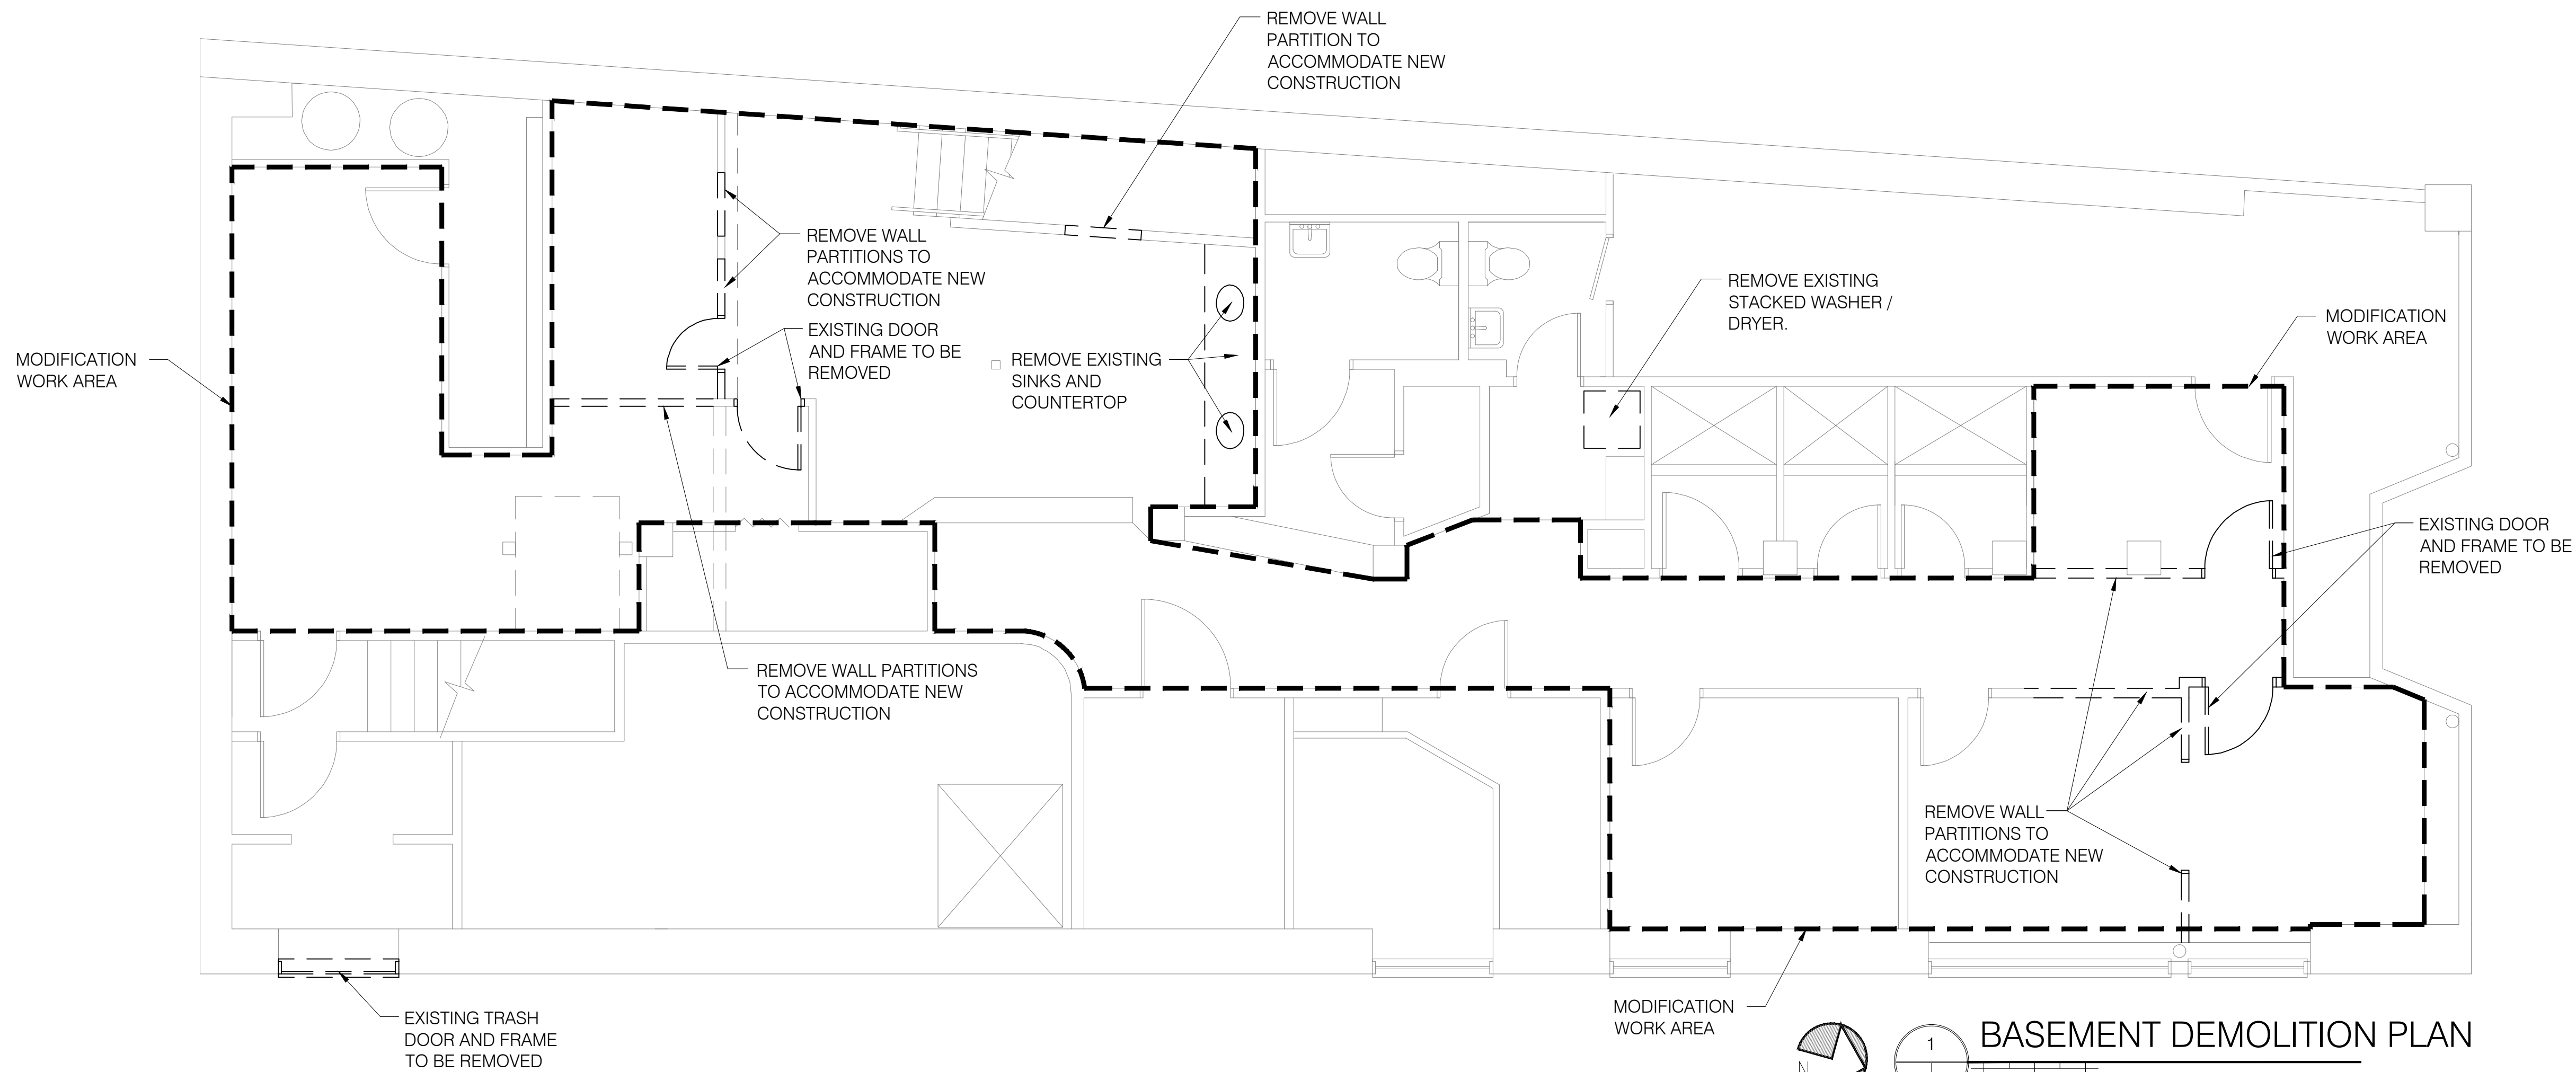 REMOVE WALL
PARTITION TO
ACCOMMODATE NEW
CONSTRUCTION
REMOVE WALL
PARTITIONS TO
ACCOMMODATE NEW
CONSTRUCTION
REMOVE EXISTING
STACKED WASHER /
DRYER.
MODIFICATION
WORK AREA
EXISTING DOOR
AND FRAME TO BE
REMOVED
MODIFICATION
WORK AREA
REMOVE EXISTING
SINKS AND
COUNTERTOP
EXISTING DOOR
AND FRAME TO BE
REMOVED
REMOVE WALL PARTITIONS
TO ACCOMMODATE NEW
CONSTRUCTION
REMOVE WALL
PARTITIONS TO
ACCOMMODATE NEW
CONSTRUCTION
MODIFICATION
WORK AREA
EXISTING TRASH
DOOR AND FRAME
TO BE REMOVED
N
1
BASEMENT DEMOLITION PLAN